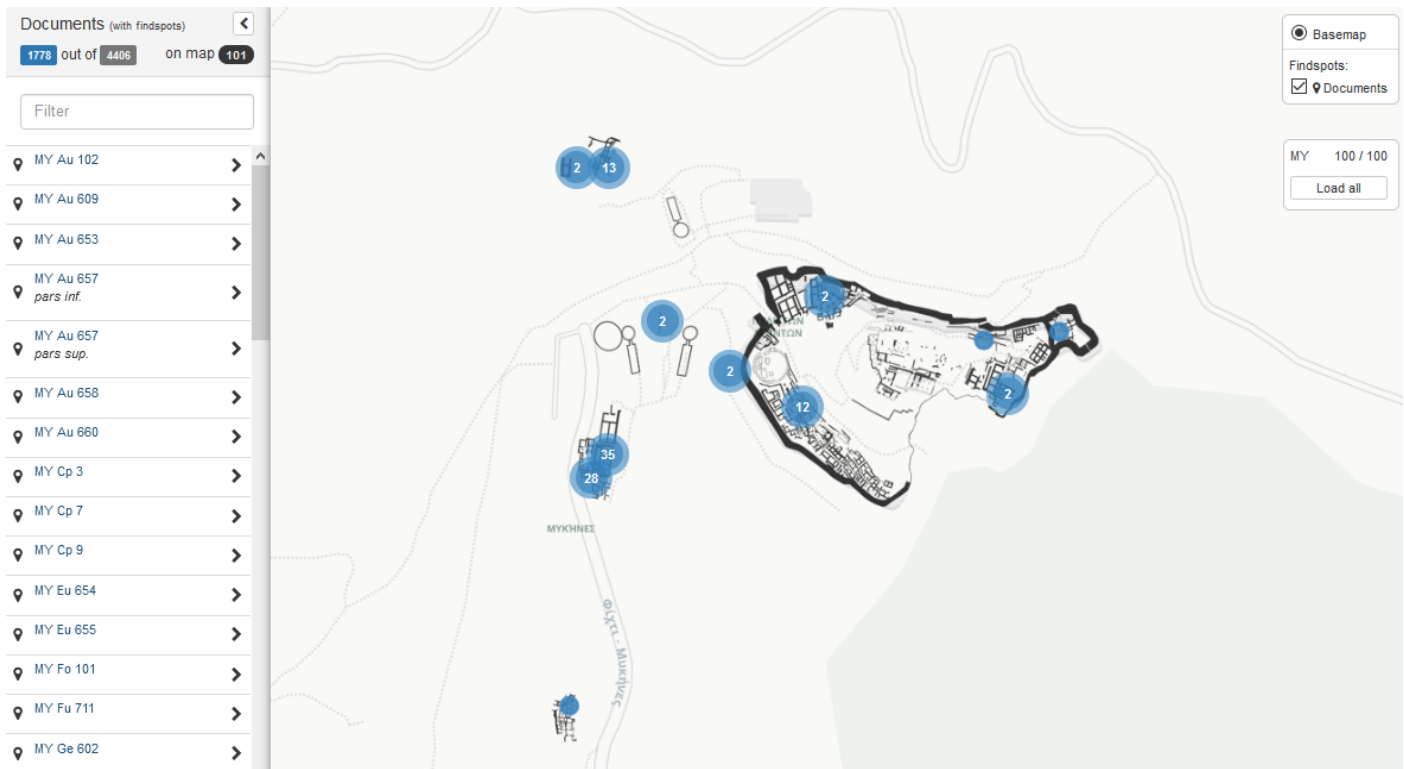 Documents (with findspots)
1778 out of 4406 on map 101
Filter
MY Au 102
MY Au 609
MY Au 653
MY Au 657
pars inf.
MY Au 657
pars sup.
MY Au 658
MY Au 660
MY Cp 3
MY Cp 7
MY Cp 9
MY Eu 654
MY Eu 655
MY Fo 101
MY Fu 711
MY Ge 602
2
13
2
2
2
12
2
35
28
ΜΥΚΉΝΕΣ
Φίχτι - Μυκήνες
Basemap
Findspots:
Documents
MY 100 / 100
Load all